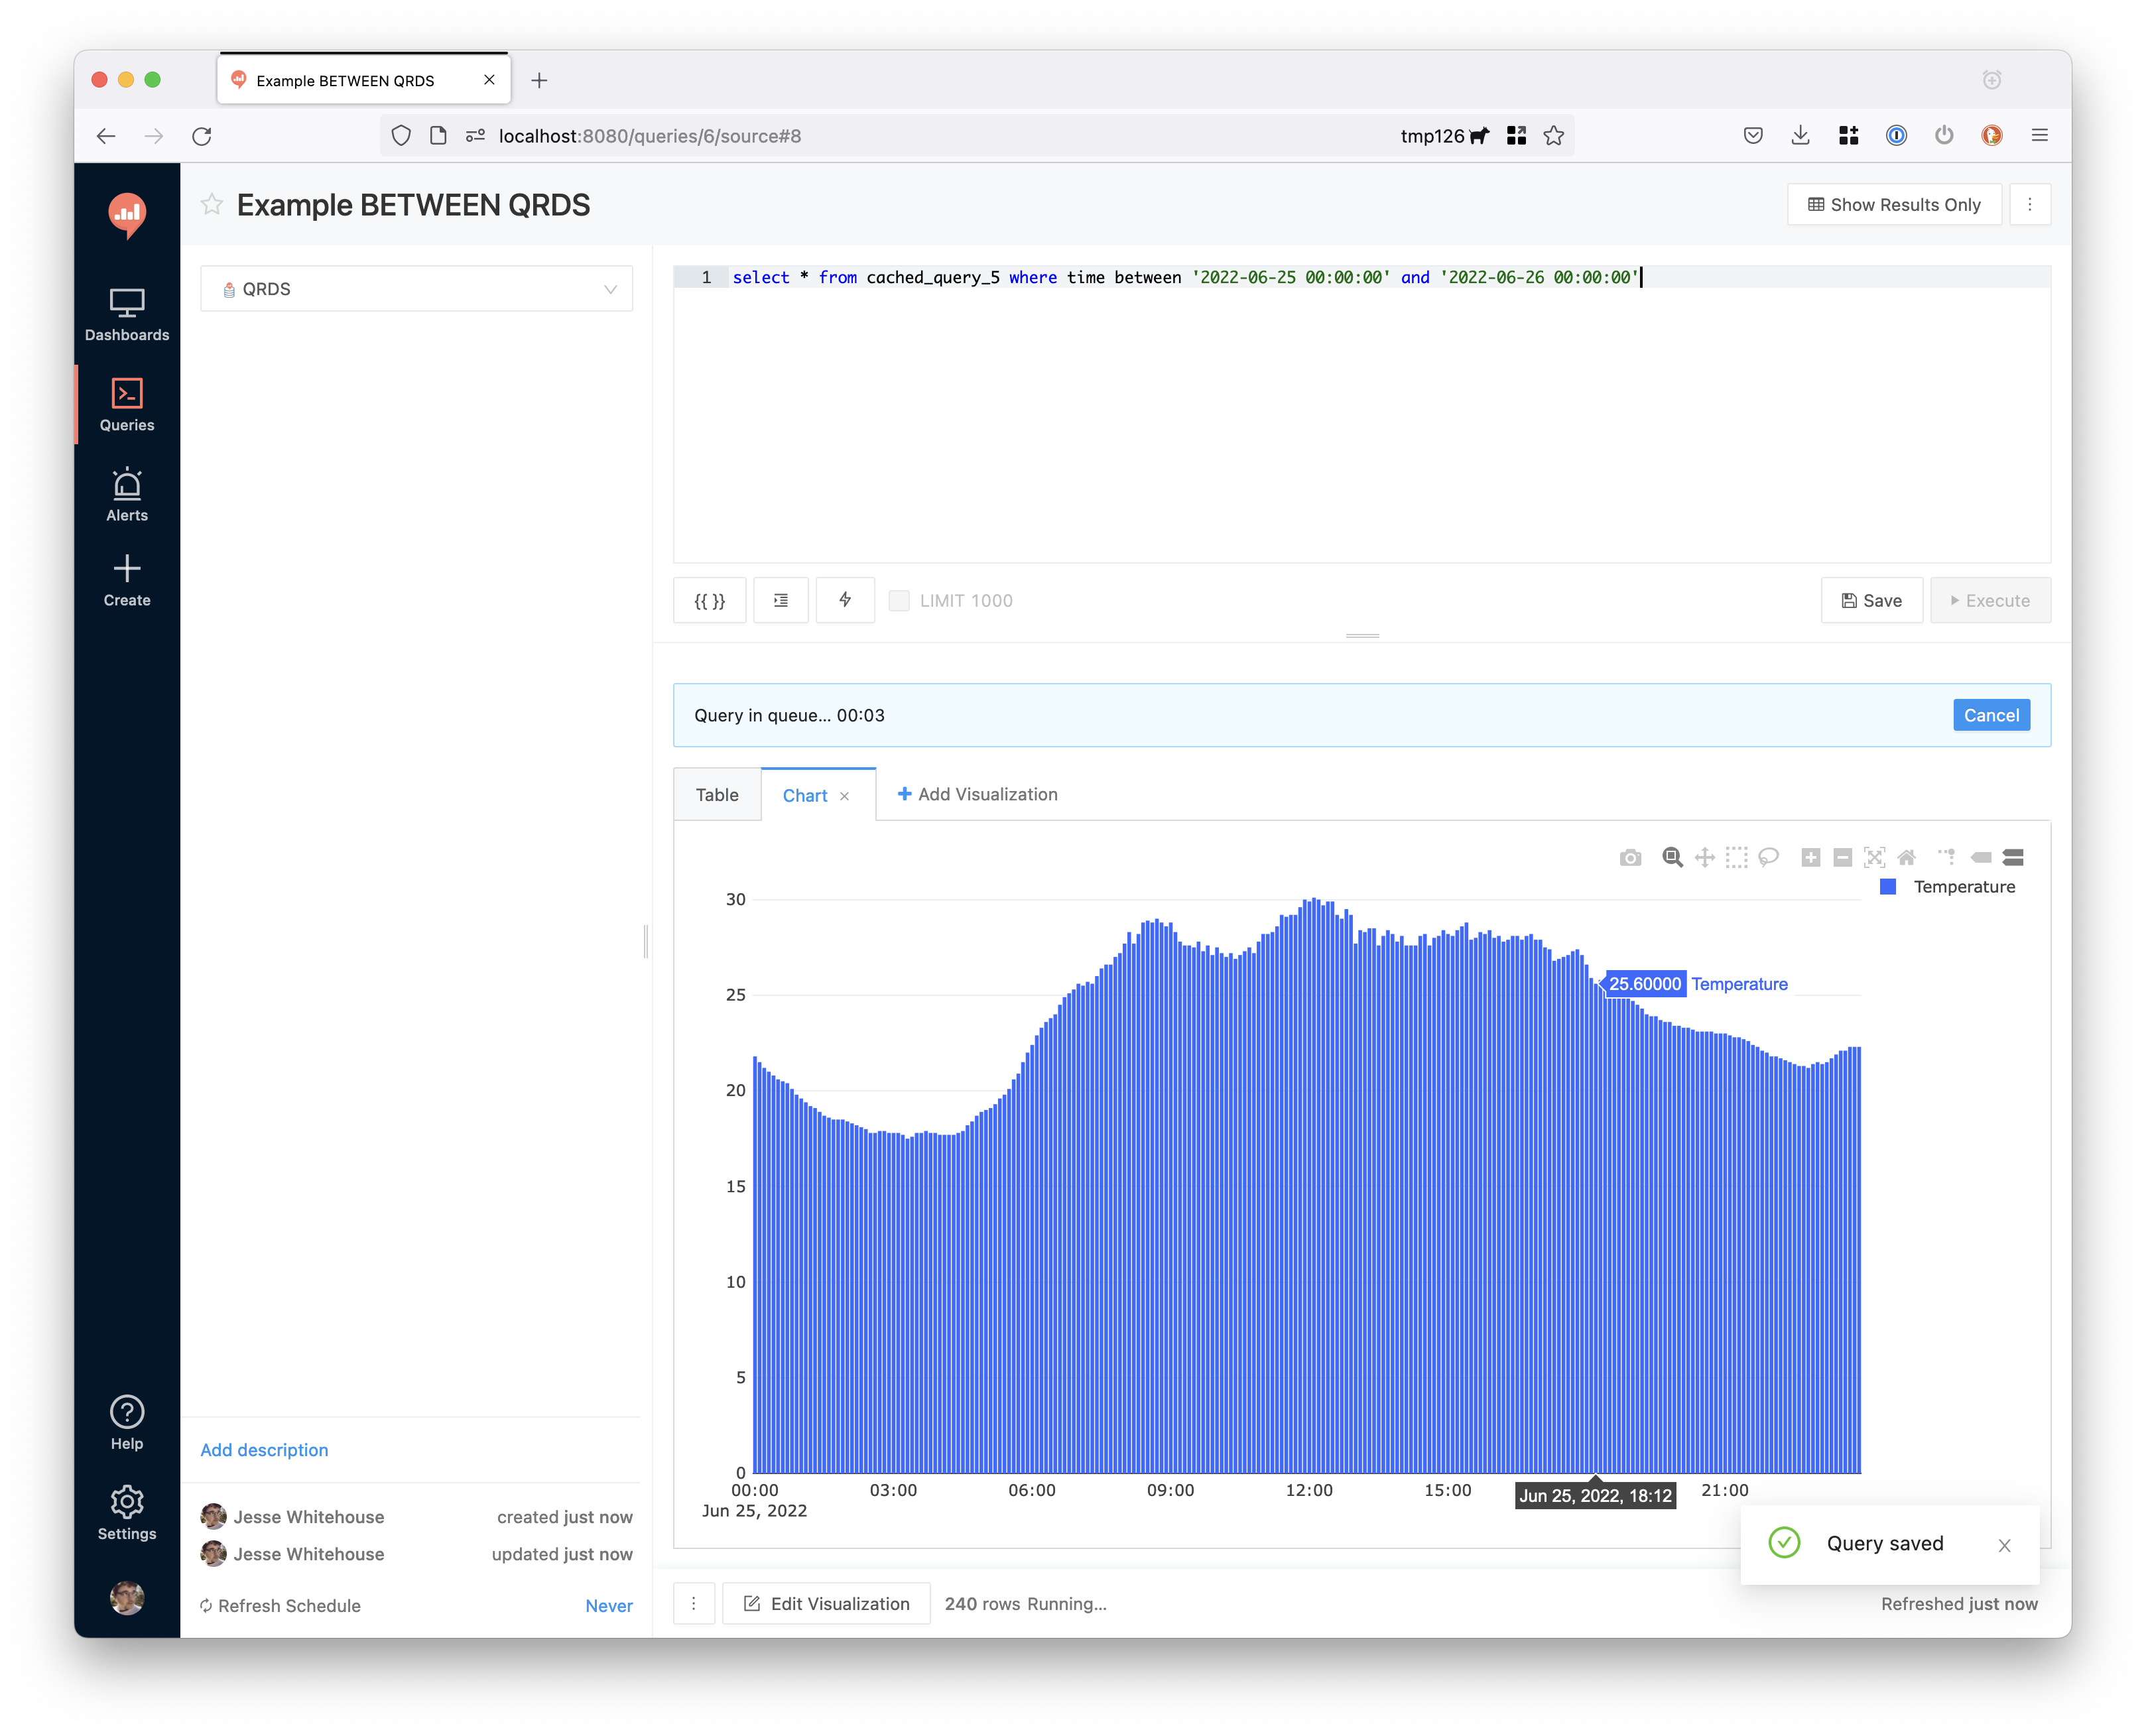 Example BETWEEN QRDS
localhost:8080/queries/6/source#8
tmp126
Example BETWEEN QRDS
Show Results Only
Dashboards
Queries
Alerts
Create
Help
Settings
QRDS
1 select * from cached_query_5 where time between '2022-06-25 00:00:00' and '2022-06-26 00:00:00'
{{ }}
LIMIT 1000
Save
Execute
Query in queue... 00:03
Cancel
Table
Chart
Add Visualization
Temperature
30
25
20
15
10
5
0
25.60000 Temperature
00:00 03:00 06:00 09:00 12:00 15:00 Jun 25, 2022, 18:12 21:00
Jun 25, 2022
Add description
Jesse Whitehouse created just now
Jesse Whitehouse updated just now
Refresh Schedule Never
Edit Visualization
240 rows Running...
Query saved
Refreshed just now